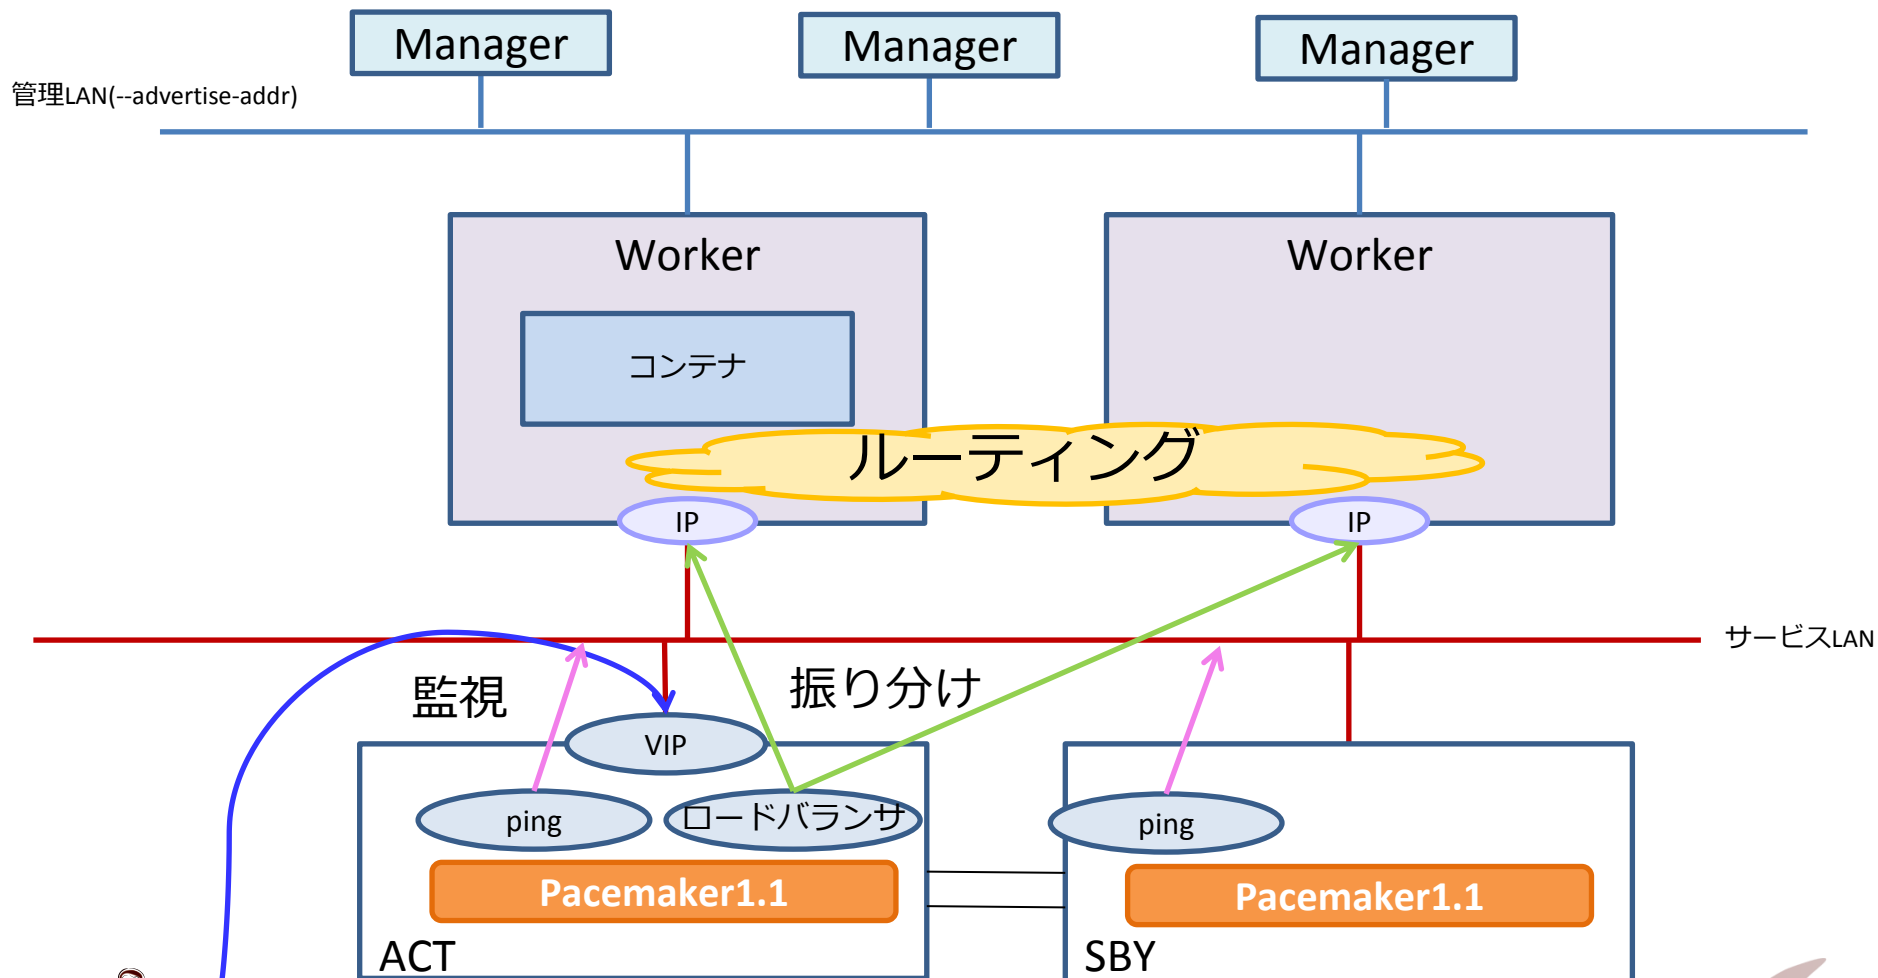 Manager
Manager
Manager
管理LAN(--advertise-addr)
Worker
Worker
コンテナ
ルーティング
IP
IP
サービスLAN
監視
振り分け
VIP
ping
ロードバランサ
ping
Pacemaker1.1
Pacemaker1.1
ACT
SBY